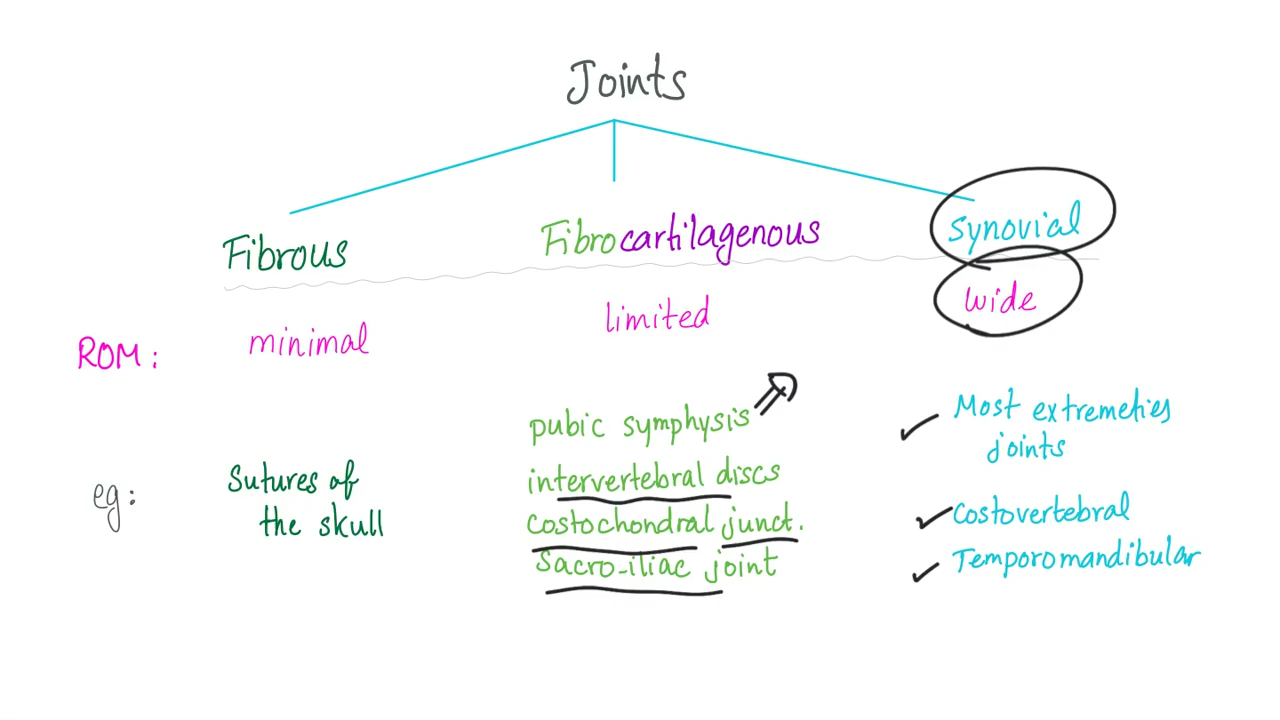 Joints
Fibrous
Fibrocartilagenous
synovial
ROM:
minimal
limited
wide
eg:
Sutures of
the skull
pubic symphysis
intervertebral discs
costochondral junct.
Sacro-iliac joint
Most extremeties
joints
Costovertebral
Temporomandibular